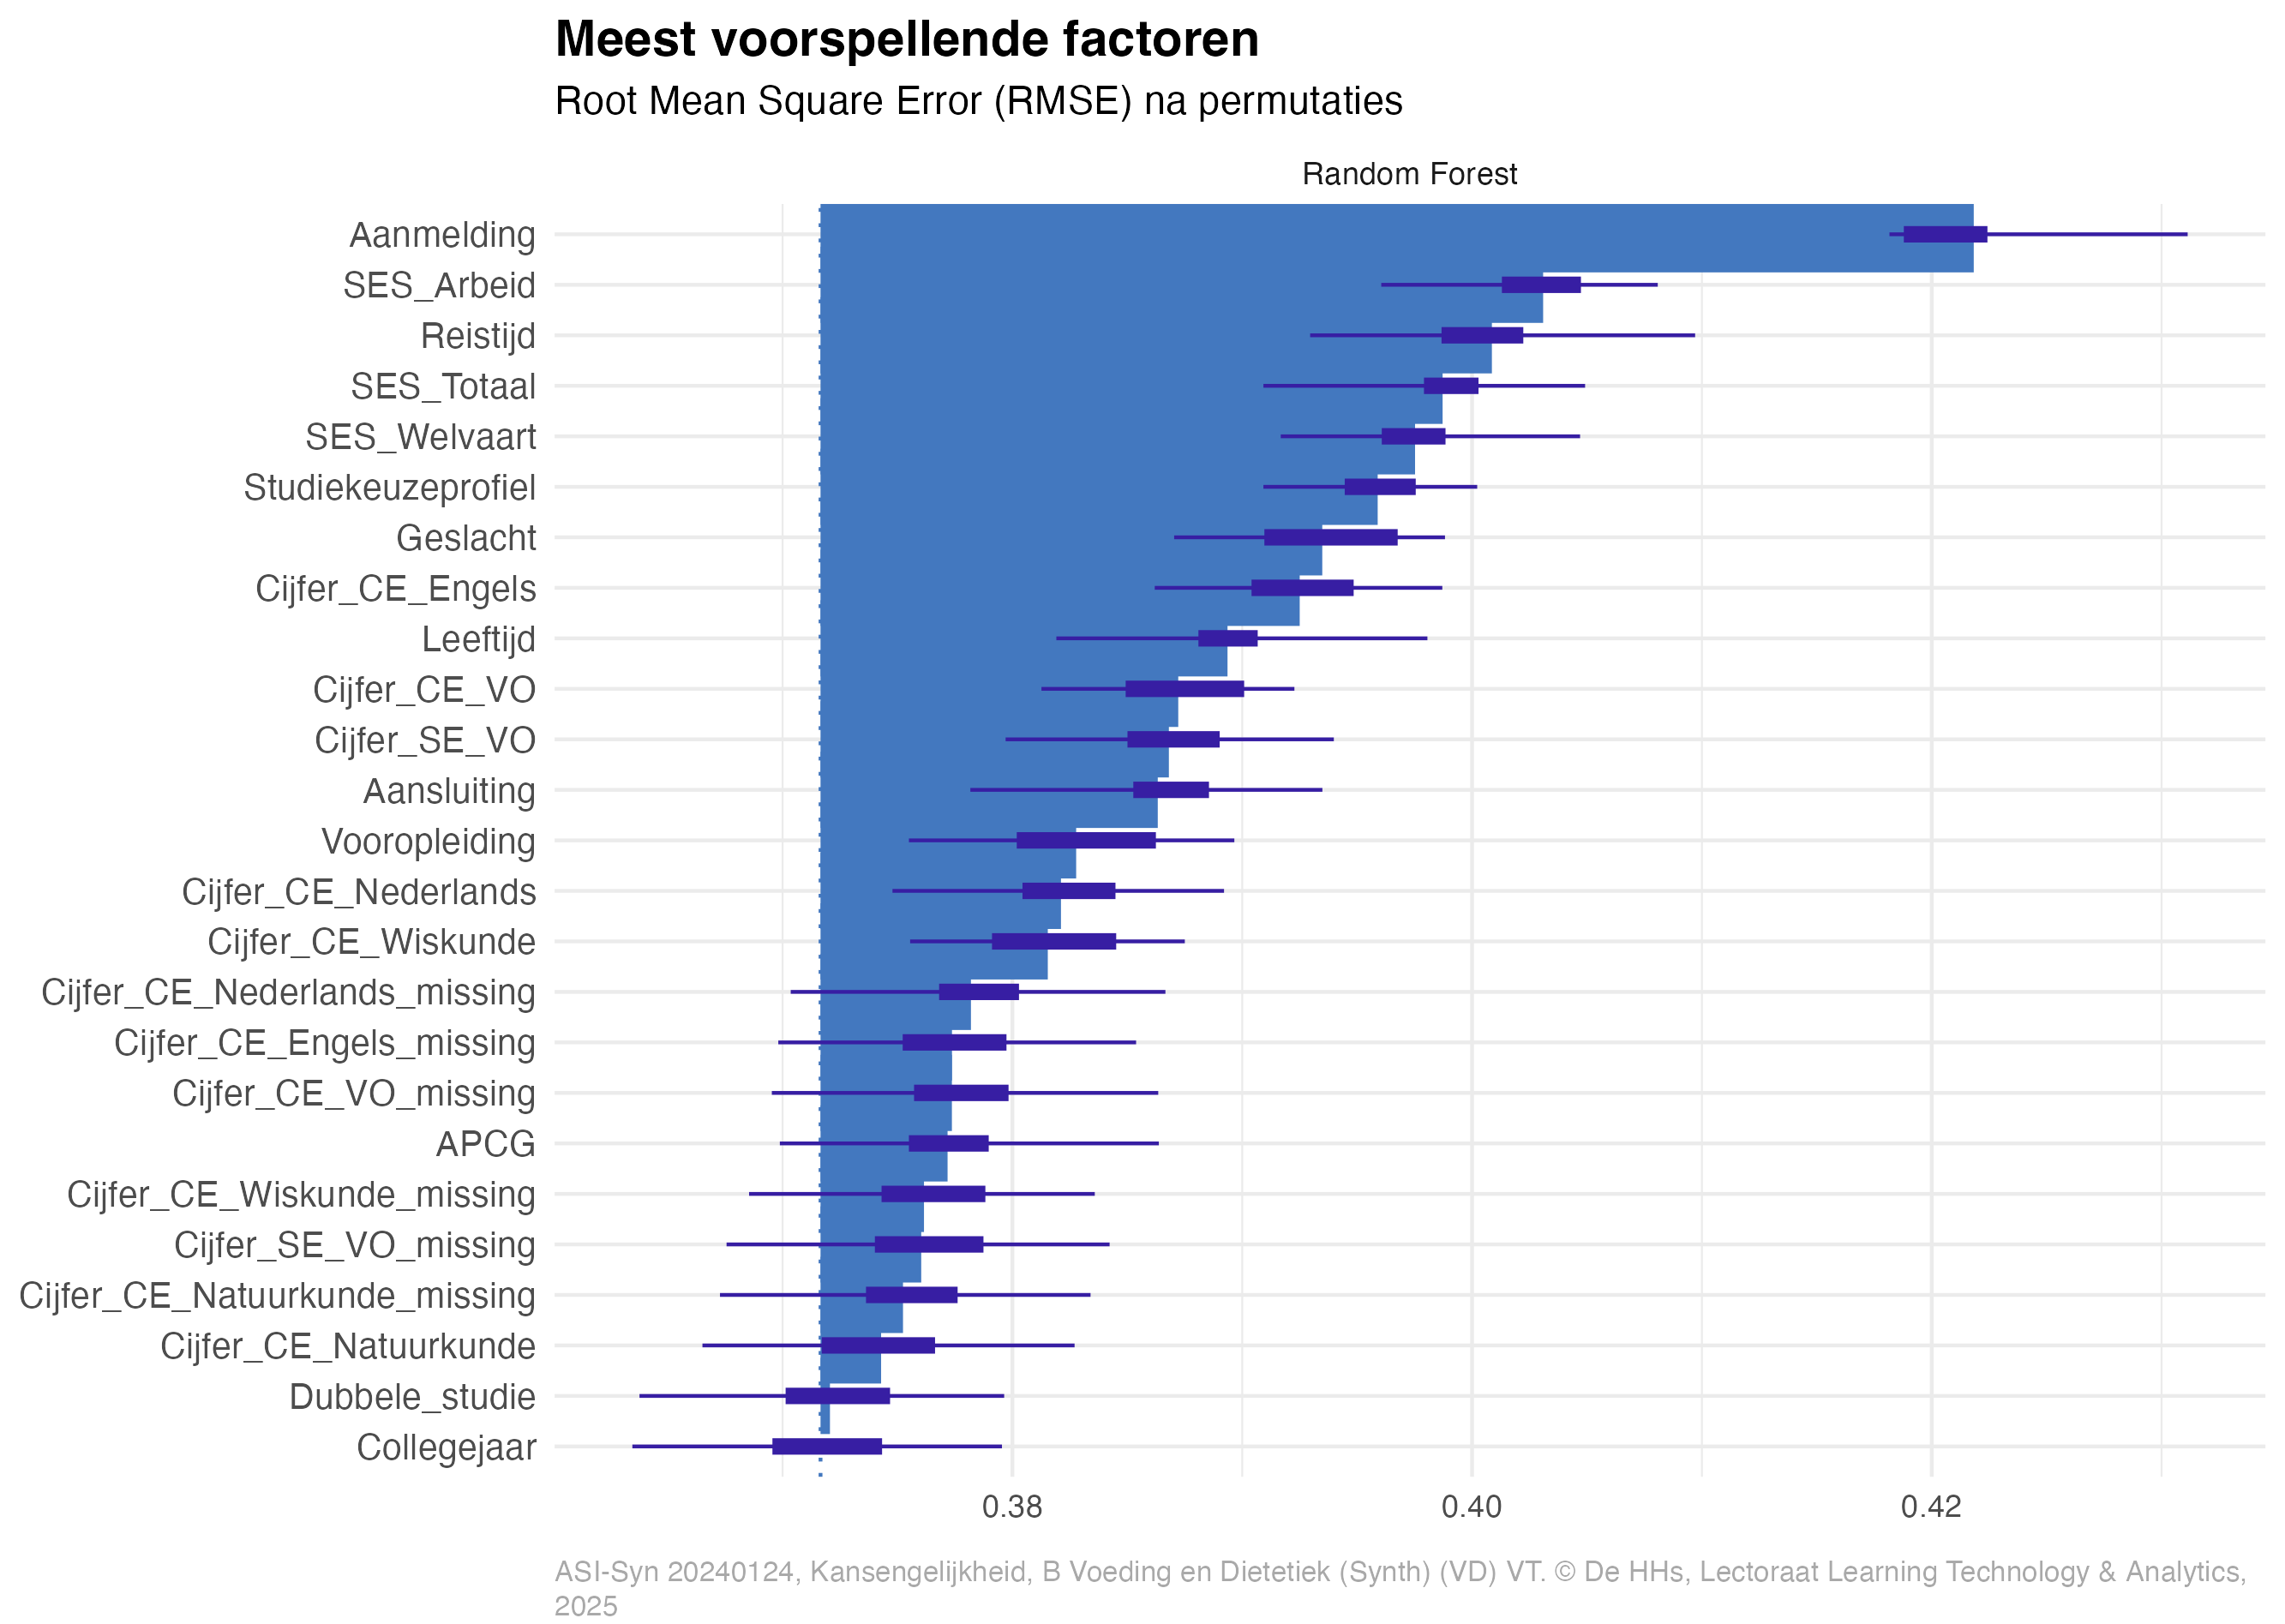 Meest voorspellende factoren
Root Mean Square Error (RMSE) na permutaties
Random Forest
Aanmelding
SES_Arbeid
Reistijd
SES_Totaal
SES_Welvaart
Studiekeuzeprofiel
Geslacht
Cijfer_CE_Engels
Leeftijd
Cijfer_CE_VO
Cijfer_SE_VO
Aansluiting
Vooropleiding
Cijfer_CE_Nederlands
Cijfer_CE_Wiskunde
Cijfer_CE_Nederlands_missing
Cijfer_CE_Engels_missing
Cijfer_CE_VO_missing
APCG
Cijfer_CE_Wiskunde_missing
Cijfer_SE_VO_missing
Cijfer_CE_Natuurkunde_missing
Cijfer_CE_Natuurkunde
Dubbele_studie
Collegejaar
0.38 0.40 0.42
ASI-Syn 20240124, Kansengelijkheid, B Voeding en Dietetiek (Synth) (VD) VT. © De HHs, Lectoraat Learning Technology & Analytics,
2025